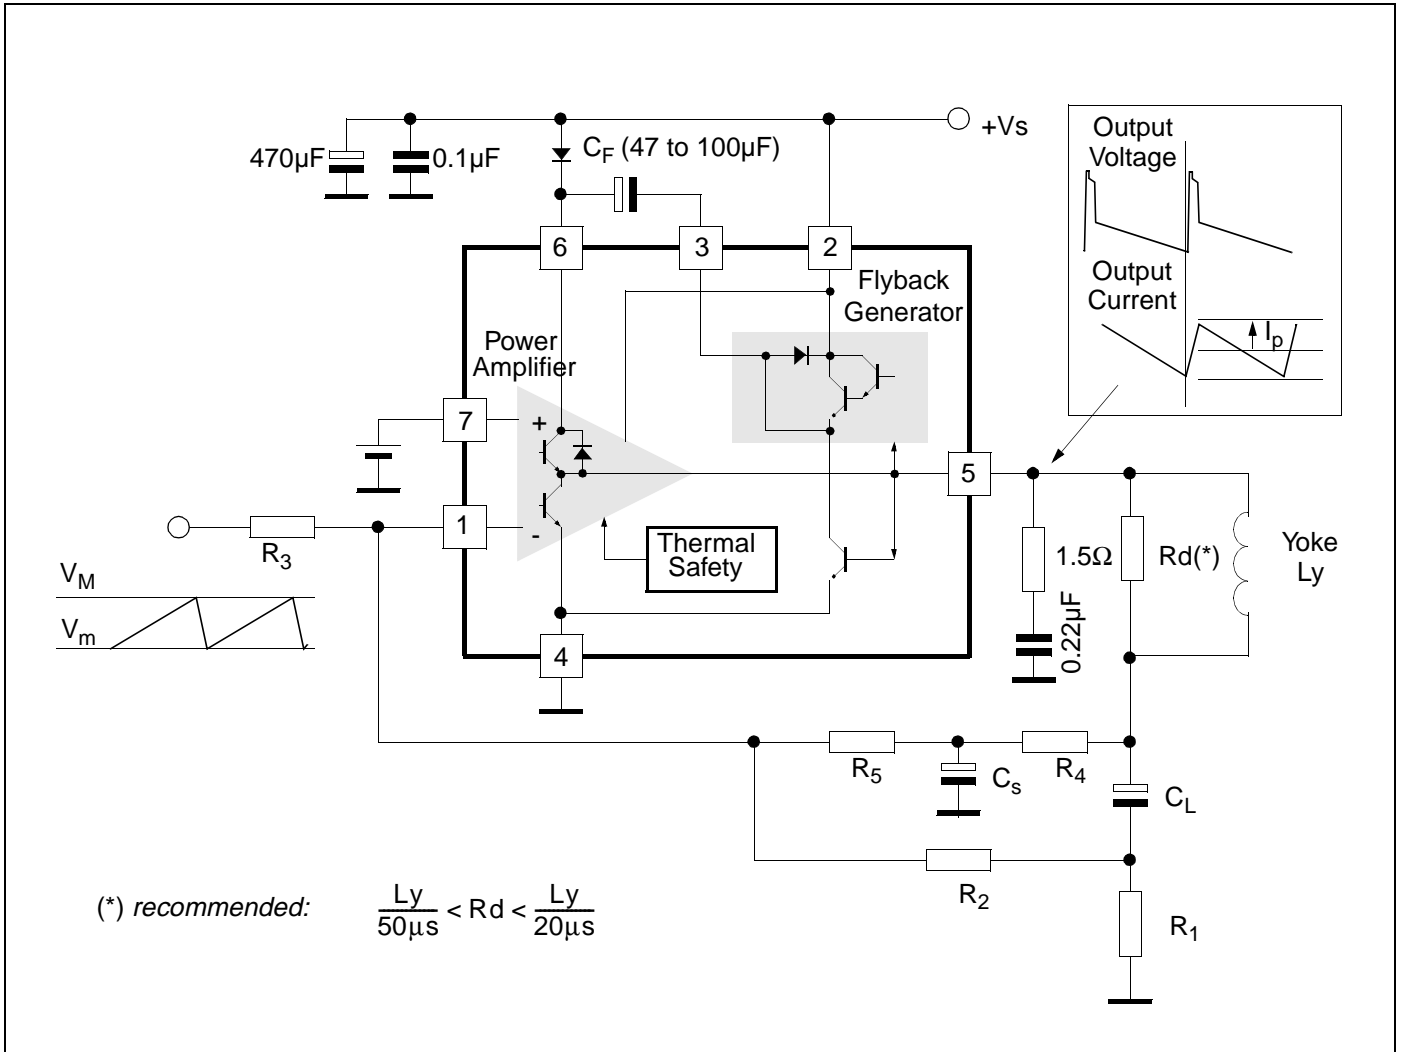 +Vs
Output
Voltage
470µF
0.1µF
C_F (47 to 100µF)
6
3
2
Output
Current
I_p
Flyback
Generator
Power
Amplifier
7
+
5
1
-
R_3
Thermal
Safety
1.5Ω
Rd(*)
Yoke
Ly
0.22µF
V_M
V_m
4
R_5
C_s
R_4
C_L
R_2
R_1
(*) recommended:
Ly
50µs
< Rd <
Ly
20µs